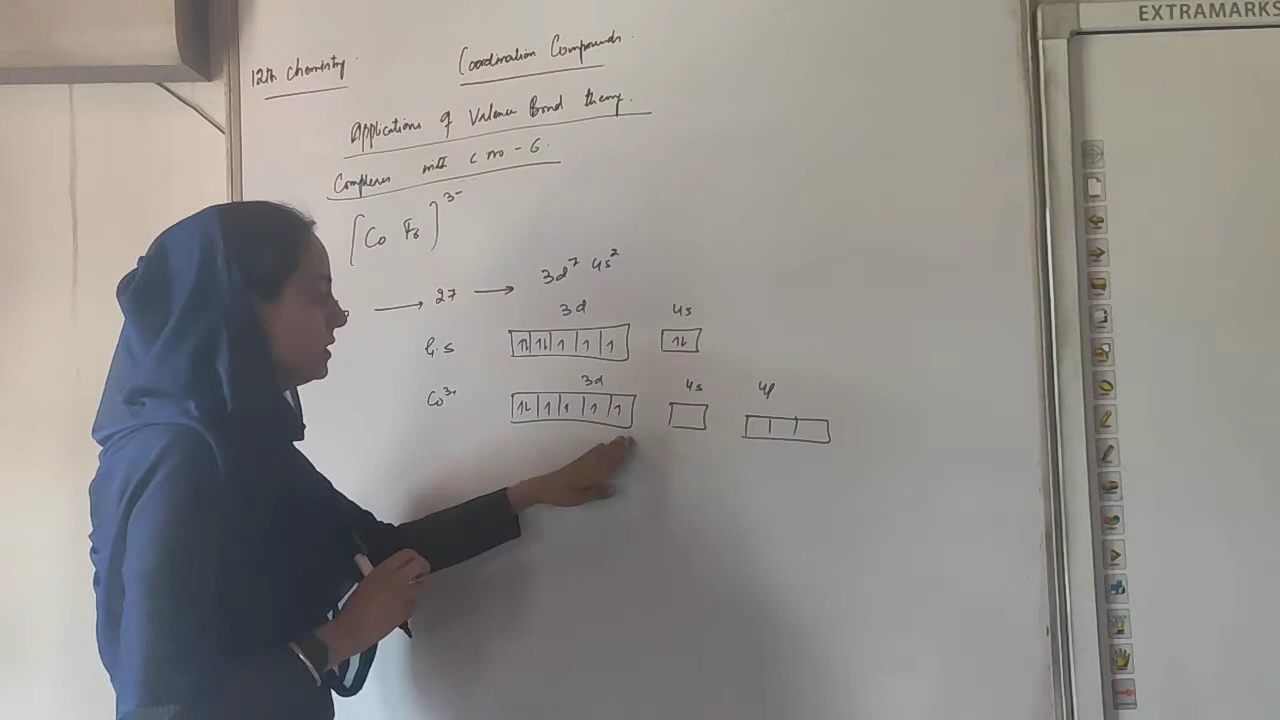 EXTRAMARKS
12th Chemistry.
Coordination Compounds.
Applications of Valence Bond theory.
Complexes with C no - 6.
[Co F6]3-
→ 27 → 3d7 4s2
3d 4s
G.S ⥮ ⥮ ↿ ↿ ↿ ⥮
3d 4s 4p
Co3+ ⥮ ↿ ↿ ↿ ↿